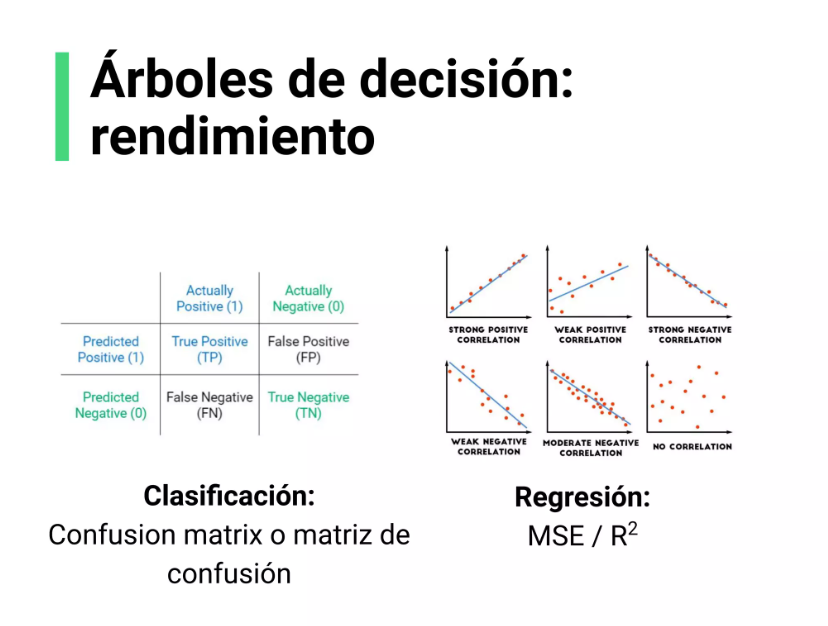 Árboles de decisión:
rendimiento
Actually
Positive (1)
Actually
Negative (0)
Predicted
Positive (1)
True Positive
(TP)
False Positive
(FP)
Predicted
Negative (0)
False Negative
(FN)
True Negative
(TN)
STRONG POSITIVE
CORRELATION
WEAK POSITIVE
CORRELATION
STRONG NEGATIVE
CORRELATION
WEAK NEGATIVE
CORRELATION
MODERATE NEGATIVE
CORRELATION
NO CORRELATION
Clasificación:
Confusion matrix o matriz de
confusión
Regresión:
MSE / R²